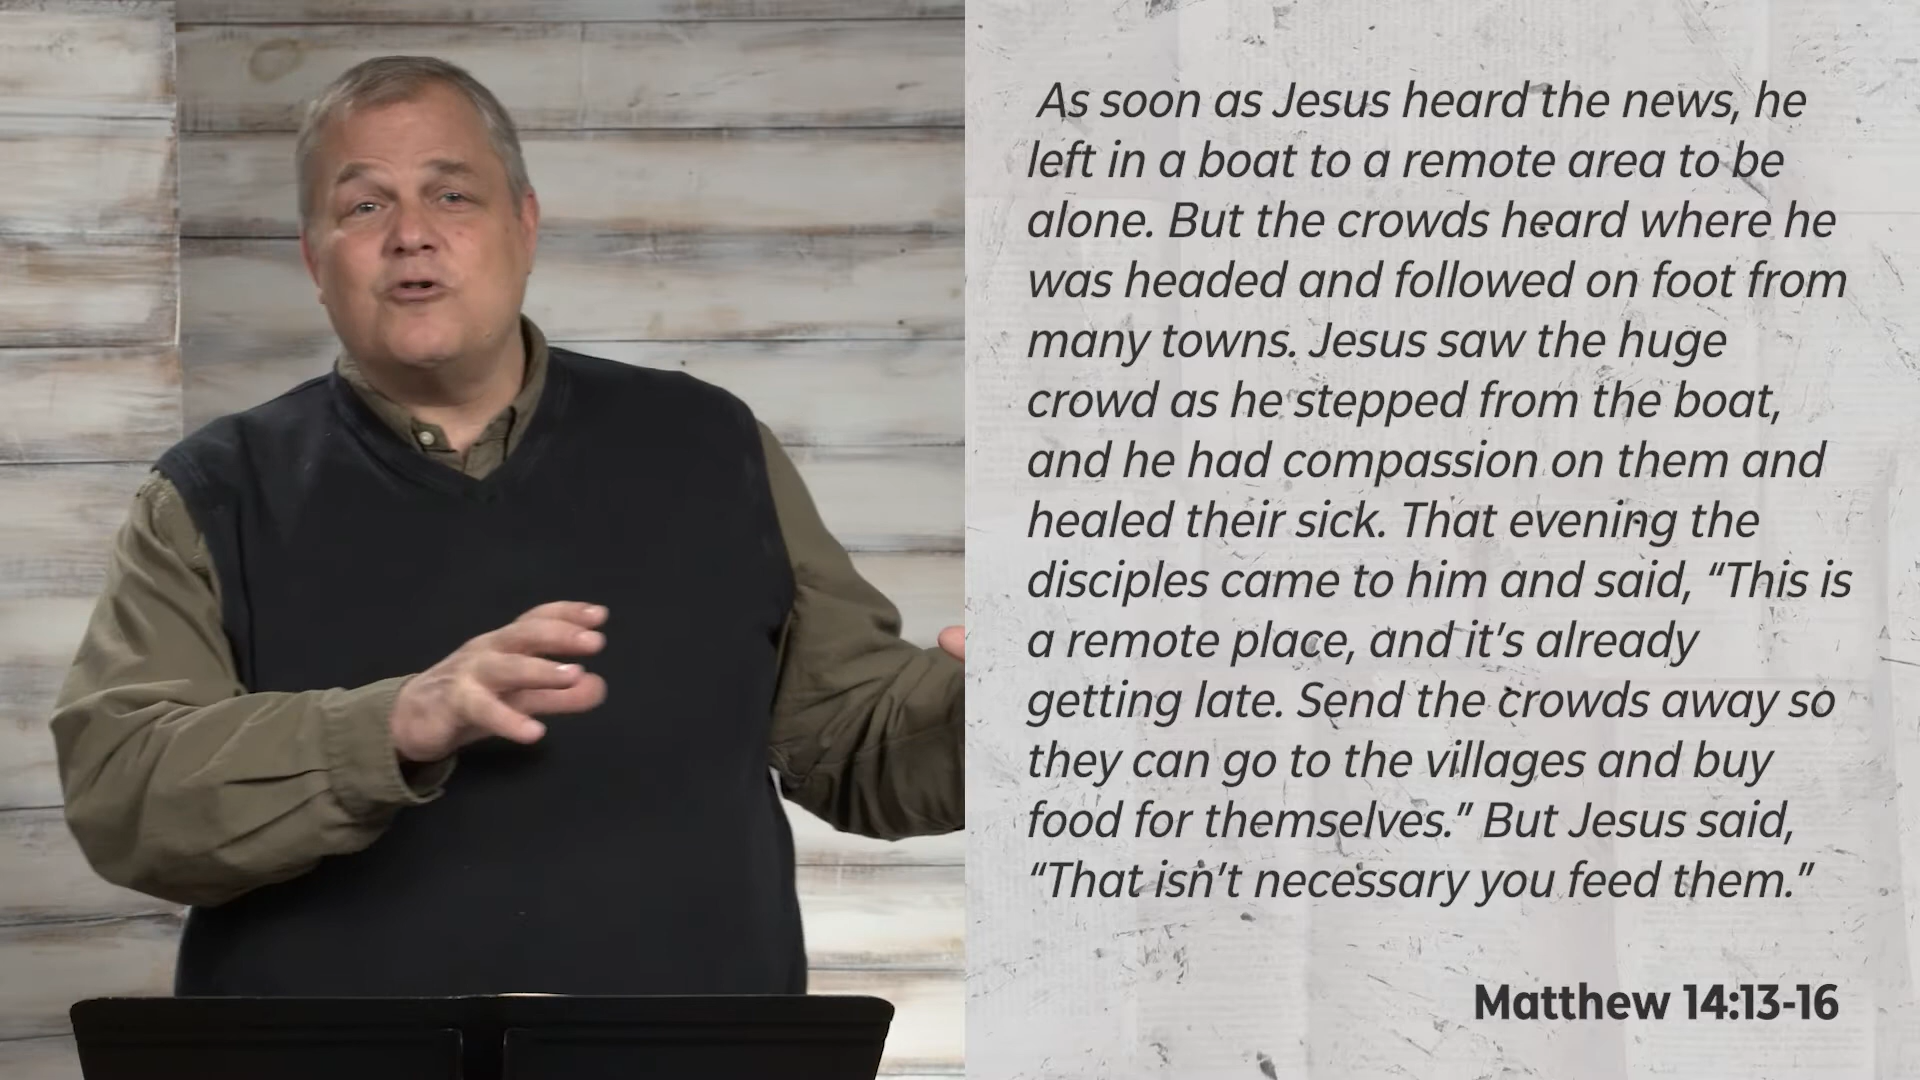 As soon as Jesus heard the news, he
left in a boat to a remote area to be
alone. But the crowds heard where he
was headed and followed on foot from
many towns. Jesus saw the huge
crowd as he stepped from the boat,
and he had compassion on them and
healed their sick. That evening the
disciples came to him and said, “This is
a remote place, and it’s already
getting late. Send the crowds away so
they can go to the villages and buy
food for themselves.” But Jesus said,
“That isn’t necessary you feed them.”
Matthew 14:13-16